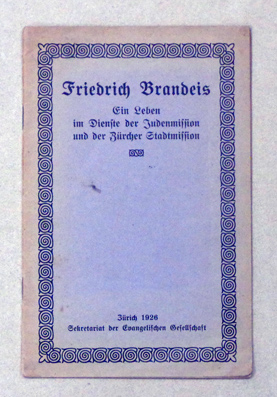 Friedrich Brandeis
Ein Leben
im Dienste der Judenmission
und der Zürcher Stadtmission
Zürich 1926
Sekretariat der Evangelischen Gesellschaft